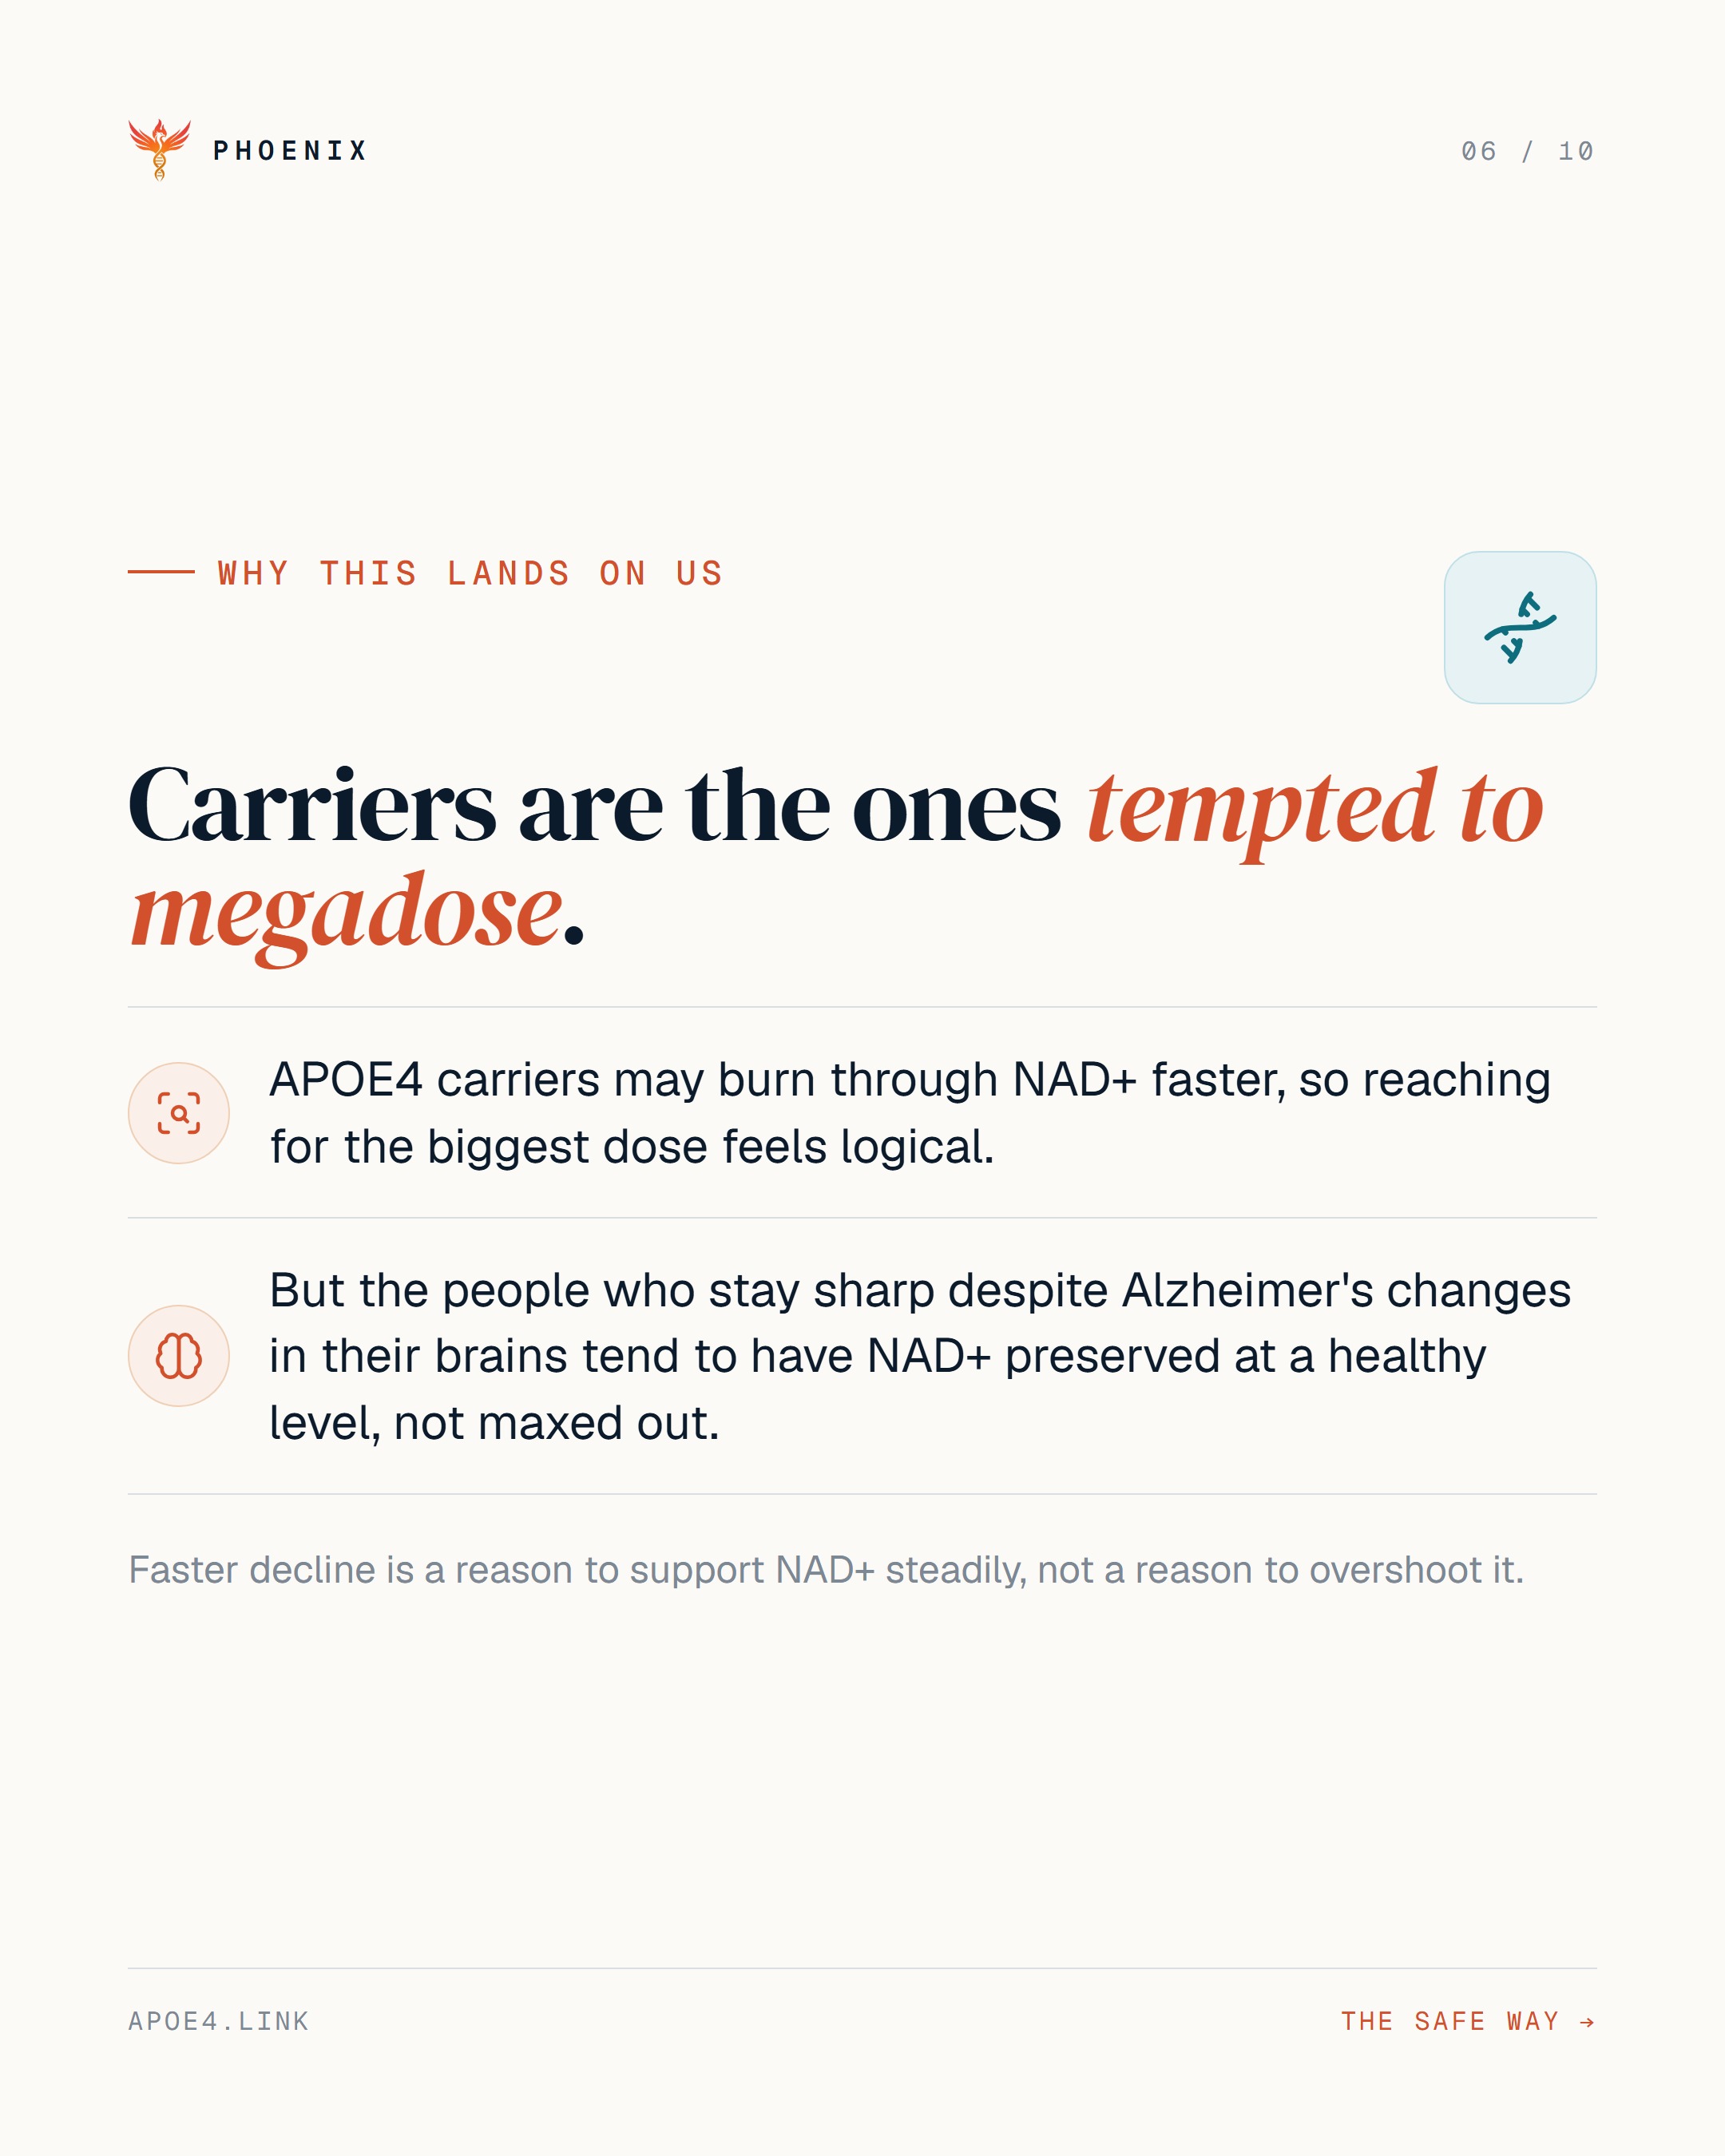 PHOENIX
06 / 10
WHY THIS LANDS ON US
Carriers are the ones tempted to
megadose.
APOE4 carriers may burn through NAD+ faster, so reaching
for the biggest dose feels logical.
But the people who stay sharp despite Alzheimer's changes
in their brains tend to have NAD+ preserved at a healthy
level, not maxed out.
Faster decline is a reason to support NAD+ steadily, not a reason to overshoot it.
APOE4.LINK
THE SAFE WAY →